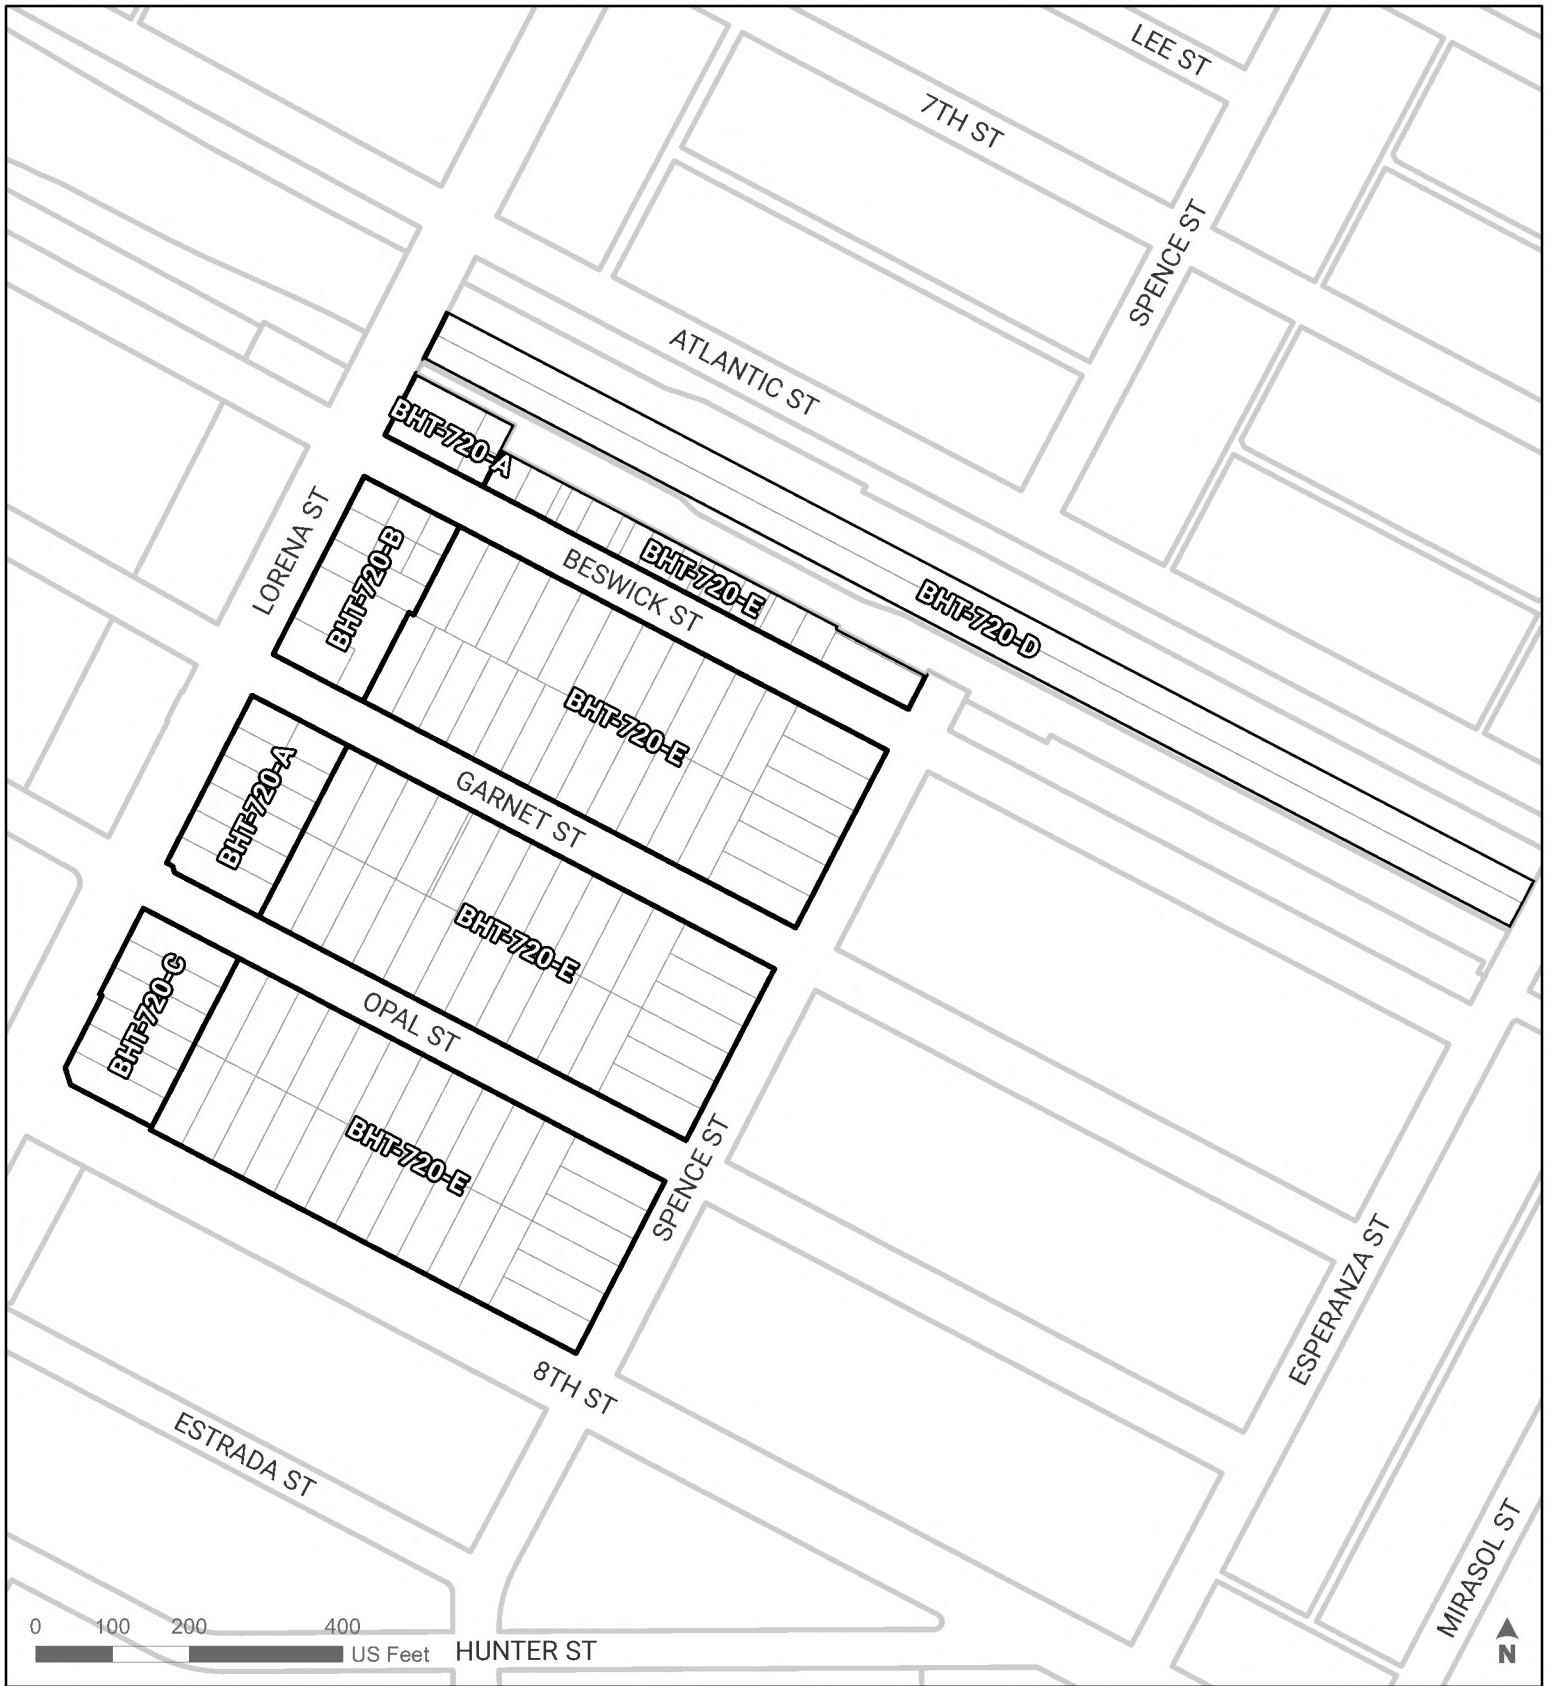 LEE ST
7TH ST
SPENCE ST
ATLANTIC ST
BHT-720-A
LORENA ST
BHT-720-B
BESWICK ST
BHT-720-E
BHT-720-D
BHT-720-E
BHT-720-A
GARNET ST
BHT-720-E
BHT-720-C
OPAL ST
BHT-720-E
SPENCE ST
ESPERANZA ST
8TH ST
ESTRADA ST
MIRASOL ST
0 100 200 400
US Feet
HUNTER ST
N